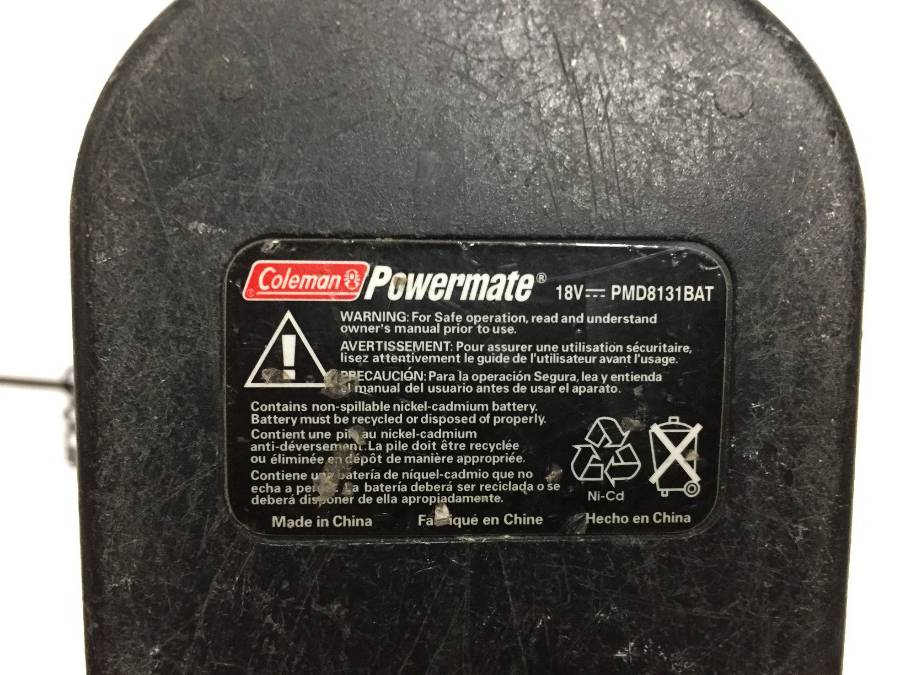 Coleman Powermate® 18V⎓ PMD8131BAT
WARNING: For Safe operation, read and understand
owner's manual prior to use.
AVERTISSEMENT: Pour assurer une utilisation sécuritaire,
lisez attentivement le guide de l'utilisateur avant l'usage.
PRECAUCIÓN: Para la operación Segura, lea y entienda
el manual del usuario antes de usar el aparato.
Contains non-spillable nickel-cadmium battery.
Battery must be recycled or disposed of properly.
Contient une pile au nickel-cadmium
anti-déversement. La pile doit être recyclée
ou éliminée en dépôt de manière appropriée.
Contiene una batería de níquel-cadmio que no
echa a perder. La batería deberá ser reciclada o se
deberá disponer de ella apropiadamente.
Ni-Cd
Made in China Fabriqué en Chine Hecho en China